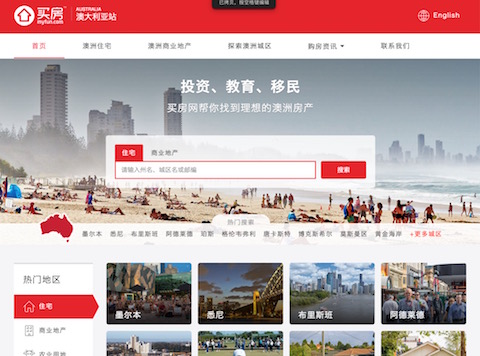 已拷贝，按空格键编辑
买房 AUSTRALIA
myfun.com 澳大利亚站
English
首页 澳洲住宅 澳洲商业地产 探索澳洲城区 购房资讯 联系我们
投资、教育、移民
买房网帮你找到理想的澳洲房产
住宅 商业地产
请输入州名、城区名或邮编 搜索
热门搜索
墨尔本 悉尼 布里斯班 阿德莱德 珀斯 格伦韦弗利 唐卡斯特 博克斯希尔 莫斯曼区 黄金海岸 +更多城区
热门地区
住宅
商业地产
农业用地
墨尔本 悉尼 布里斯班 阿德莱德